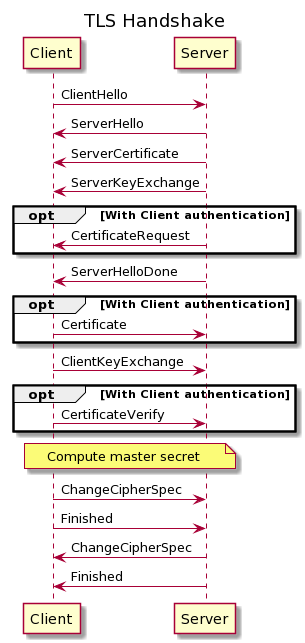 TLS Handshake
Client Server
ClientHello
ServerHello
ServerCertificate
ServerKeyExchange
opt [With Client authentication]
CertificateRequest
ServerHelloDone
opt [With Client authentication]
Certificate
ClientKeyExchange
opt [With Client authentication]
CertificateVerify
Compute master secret
ChangeCipherSpec
Finished
ChangeCipherSpec
Finished
Client Server